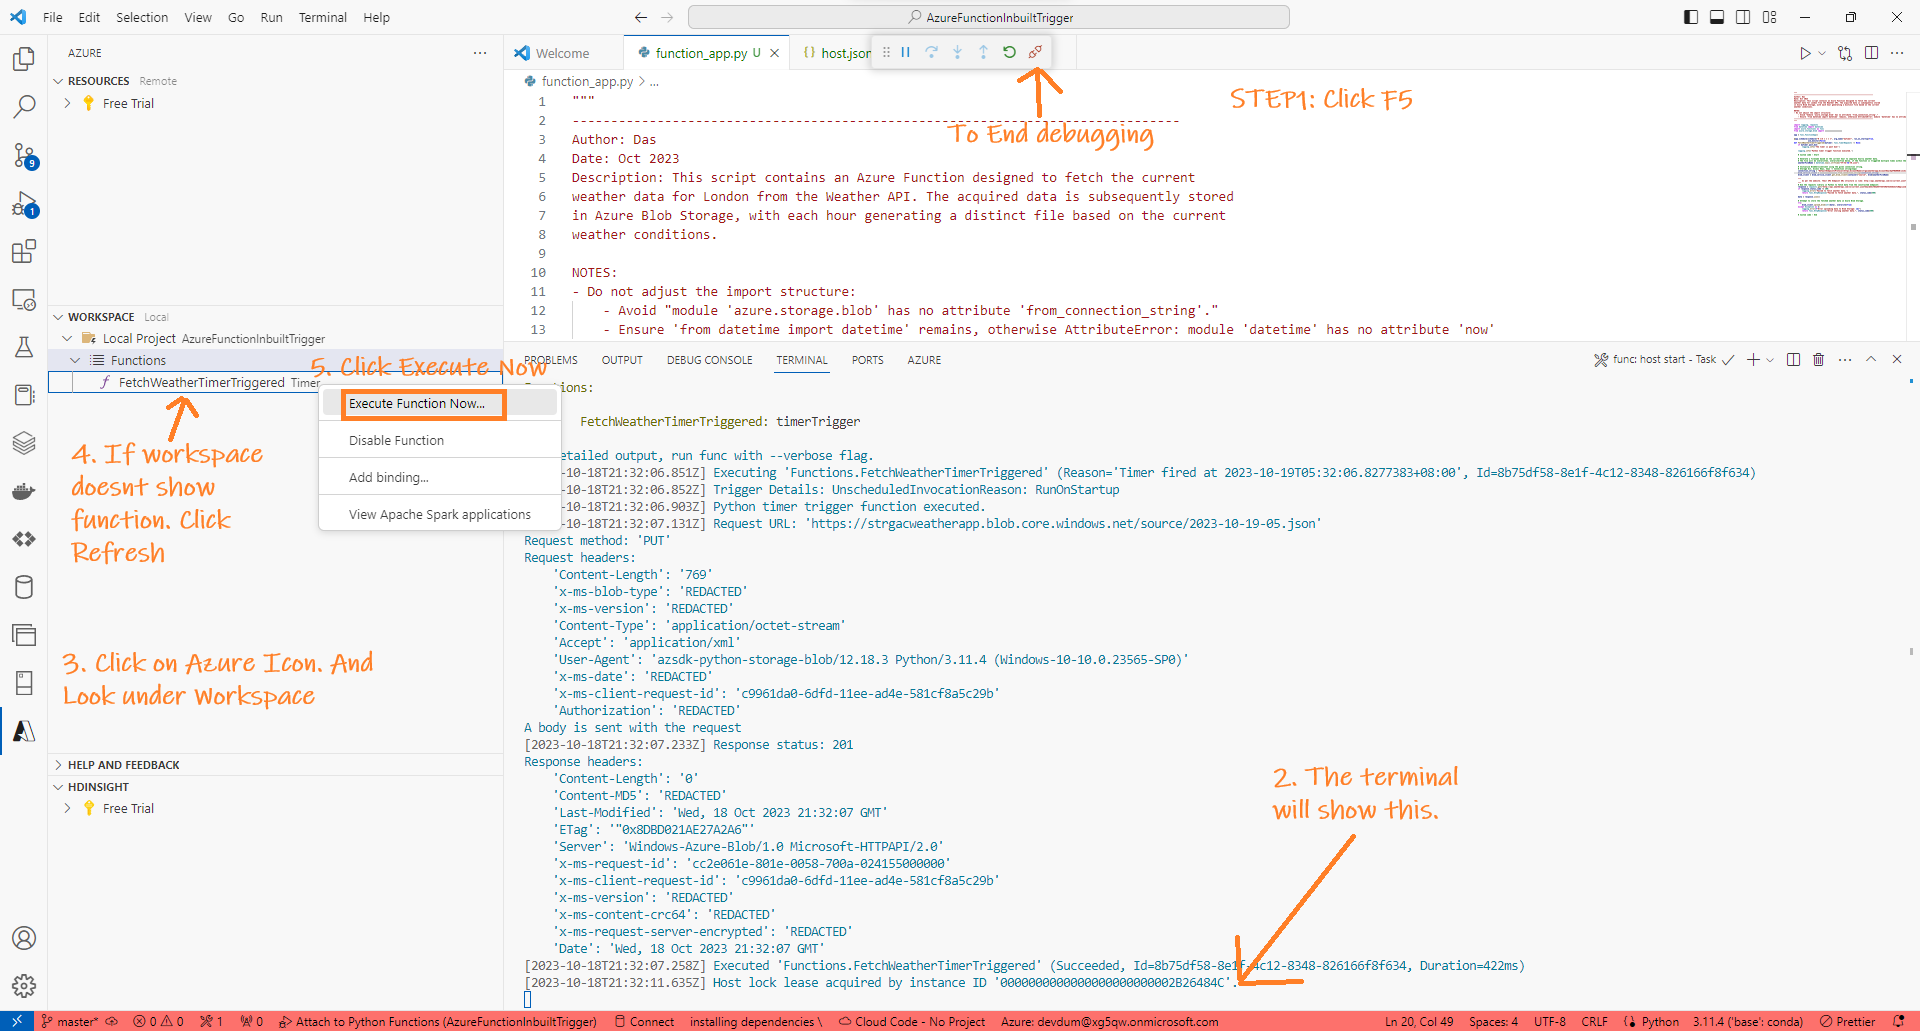 File Edit Selection View Go Run Terminal Help
AzureFunctionInbuiltTrigger
AZURE
RESOURCES Remote
Free Trial
9
1
WORKSPACE Local
Local Project AzureFunctionInbuiltTrigger
Functions
FetchWeatherTimerTriggered Timer
5. Click Execute Now
Execute Function Now...
Disable Function
Add binding...
View Apache Spark applications
4. If workspace
doesnt show
function. Click
Refresh
3. Click on Azure Icon. And
Look under Workspace
HELP AND FEEDBACK
HDINSIGHT
Free Trial
Welcome
function_app.py U
host.json
function_app.py > ...
STEP1: Click F5
To End debugging
1 """
2 -------------------------------------------------------------------------------
3 Author: Das
4 Date: Oct 2023
5 Description: This script contains an Azure Function designed to fetch the current
6 weather data for London from the Weather API. The acquired data is subsequently stored
7 in Azure Blob Storage, with each hour generating a distinct file based on the current
8 weather conditions.
9
10 NOTES:
11 - Do not adjust the import structure:
12 - Avoid "module 'azure.storage.blob' has no attribute 'from_connection_string'."
13 - Ensure 'from datetime import datetime' remains, otherwise AttributeError: module 'datetime' has no attribute 'now'
PROBLEMS OUTPUT DEBUG CONSOLE TERMINAL PORTS AZURE
func: host start - Task
ions:
FetchWeatherTimerTriggered: timerTrigger
etailed output, run func with --verbose flag.
0-18T21:32:06.851Z] Executing 'Functions.FetchWeatherTimerTriggered' (Reason='Timer fired at 2023-10-19T05:32:06.8277383+08:00', Id=8b75df58-8e1f-4c12-8348-826166f8f634)
0-18T21:32:06.852Z] Trigger Details: UnscheduledInvocationReason: RunOnStartup
0-18T21:32:06.903Z] Python timer trigger function executed.
0-18T21:32:07.131Z] Request URL: 'https://strgacweatherapp.blob.core.windows.net/source/2023-10-19-05.json'
Request method: 'PUT'
Request headers:
'Content-Length': '769'
'x-ms-blob-type': 'REDACTED'
'x-ms-version': 'REDACTED'
'Content-Type': 'application/octet-stream'
'Accept': 'application/xml'
'User-Agent': 'azsdk-python-storage-blob/12.18.3 Python/3.11.4 (Windows-10-10.0.23565-SP0)'
'x-ms-date': 'REDACTED'
'x-ms-client-request-id': 'c9961da0-6dfd-11ee-ad4e-581cf8a5c29b'
'Authorization': 'REDACTED'
A body is sent with the request
[2023-10-18T21:32:07.233Z] Response status: 201
Response headers:
'Content-Length': '0'
'Content-MD5': 'REDACTED'
'Last-Modified': 'Wed, 18 Oct 2023 21:32:07 GMT'
'ETag': '"0x8DBD021AE27A2A6"'
'Server': 'Windows-Azure-Blob/1.0 Microsoft-HTTPAPI/2.0'
'x-ms-request-id': 'cc2e061e-801e-0058-700a-024155000000'
'x-ms-client-request-id': 'c9961da0-6dfd-11ee-ad4e-581cf8a5c29b'
'x-ms-version': 'REDACTED'
'x-ms-content-crc64': 'REDACTED'
'x-ms-request-server-encrypted': 'REDACTED'
'Date': 'Wed, 18 Oct 2023 21:32:07 GMT'
[2023-10-18T21:32:07.258Z] Executed 'Functions.FetchWeatherTimerTriggered' (Succeeded, Id=8b75df58-8e1f-4c12-8348-826166f8f634, Duration=422ms)
[2023-10-18T21:32:11.635Z] Host lock lease acquired by instance ID '0000000000000000000000002B26484C'.
2. The terminal
will show this.
master* 0 0 1 0 Attach to Python Functions (AzureFunctionInbuiltTrigger) Connect installing dependencies \ Cloud Code - No Project Azure: devdum@xg5qw.onmicrosoft.com Ln 20, Col 49 Spaces: 4 UTF-8 CRLF Python 3.11.4 ('base': conda) Prettier